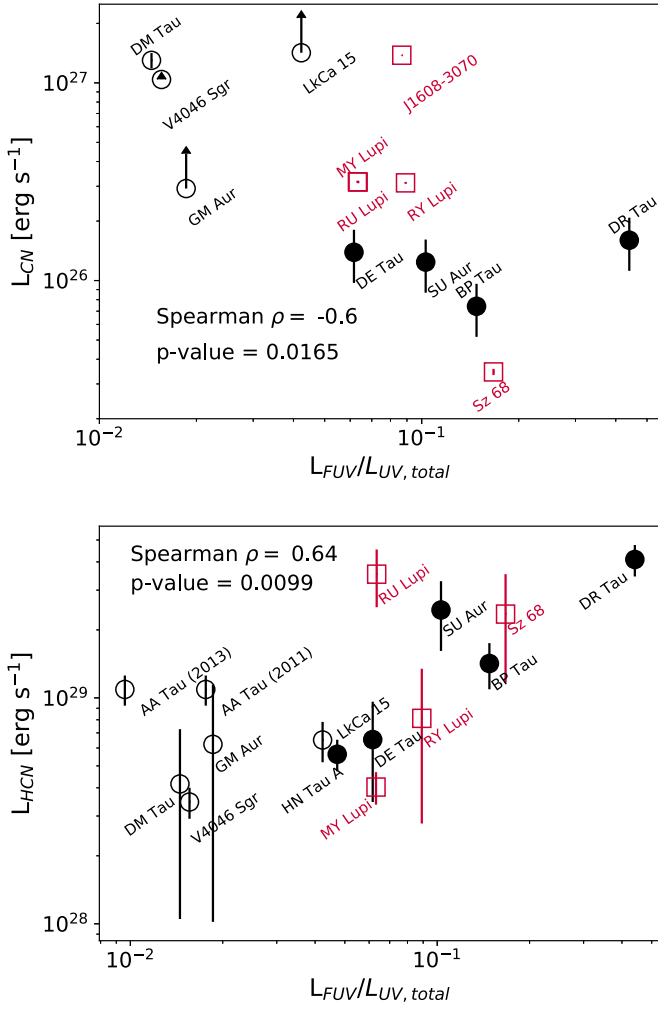 DM Tau
V4046 Sgr
LkCa 15
J1608-3070
GM Aur
MY Lupi
RU Lupi
RY Lupi
DE Tau
SU Aur
BP Tau
DR Tau
Sz 68
Spearman ρ = -0.6
p-value = 0.0165
10^27
10^26
L_CN [erg s^−1]
10^−2
10^−1
L_FUV/L_UV, total
Spearman ρ = 0.64
p-value = 0.0099
RU Lupi
DR Tau
SU Aur
Sz 68
BP Tau
AA Tau (2013)
AA Tau (2011)
GM Aur
LkCa 15
RY Lupi
DE Tau
HN Tau A
DM Tau
V4046 Sgr
MY Lupi
10^29
10^28
L_HCN [erg s^−1]
10^−2
10^−1
L_FUV/L_UV, total